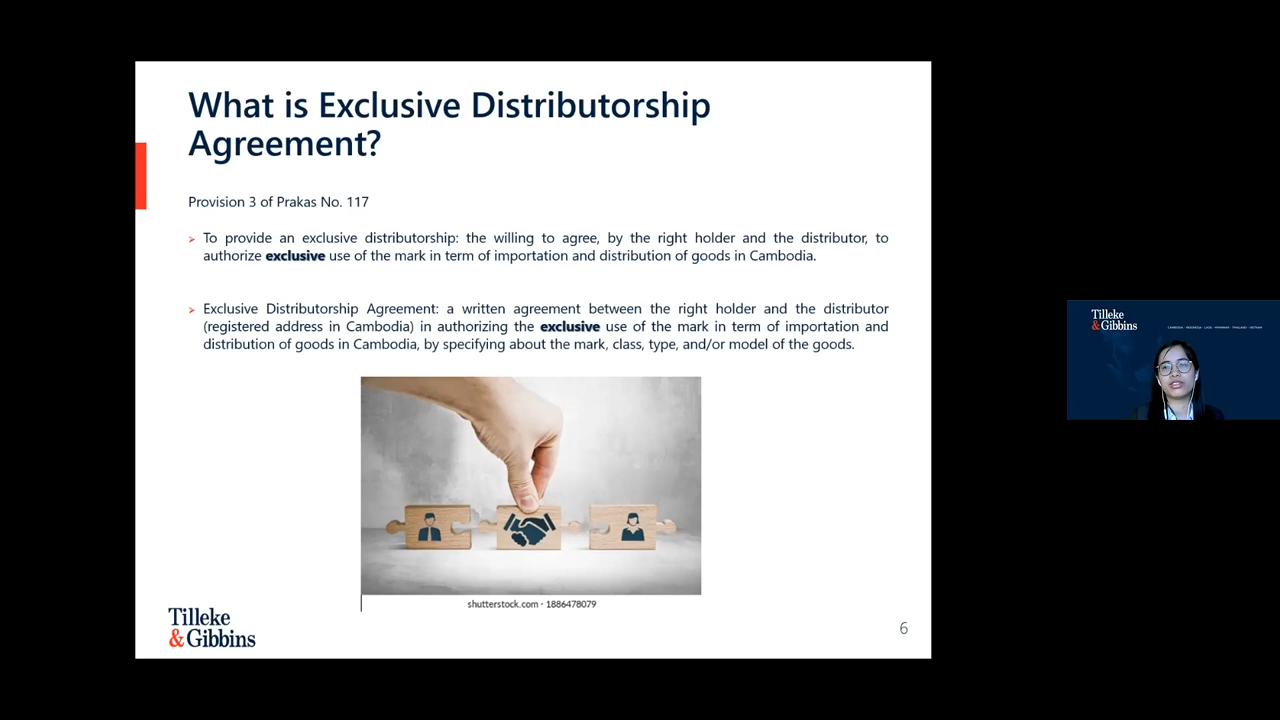 What is Exclusive Distributorship
Agreement?
Provision 3 of Prakas No. 117
To provide an exclusive distributorship: the willing to agree, by the right holder and the distributor, to
authorize exclusive use of the mark in term of importation and distribution of goods in Cambodia.
Exclusive Distributorship Agreement: a written agreement between the right holder and the distributor
(registered address in Cambodia) in authorizing the exclusive use of the mark in term of importation and
distribution of goods in Cambodia, by specifying about the mark, class, type, and/or model of the goods.
shutterstock.com · 1886478079
Tilleke
& Gibbins
6
Tilleke
& Gibbins
CAMBODIA · INDONESIA · LAOS · MYANMAR · THAILAND · VIETNAM